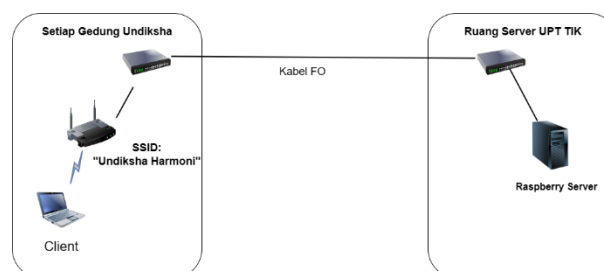 Setiap Gedung Undiksha
Ruang Server UPT TIK
Kabel FO
SSID:
"Undiksha Harmoni"
Raspberry Server
Client